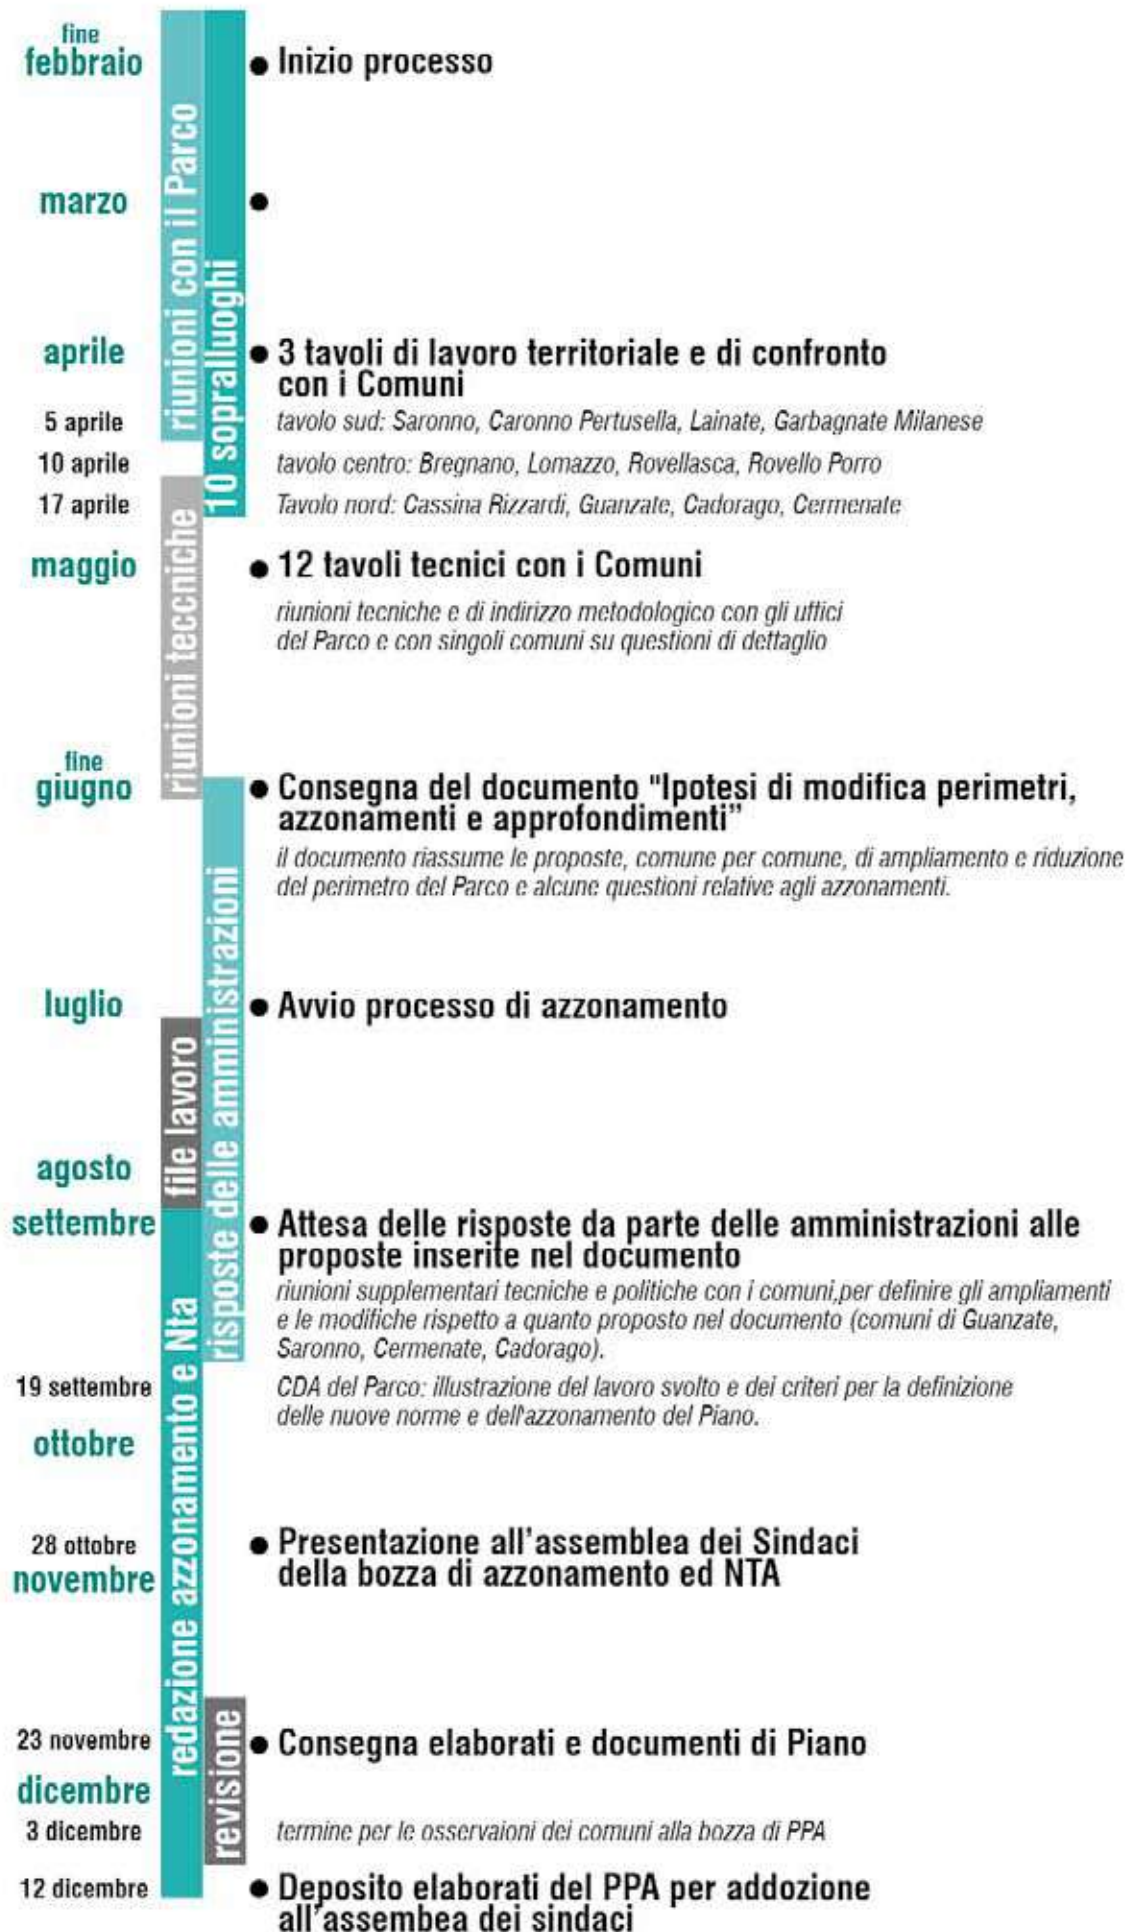 fine
febbraio
Inizio processo
marzo
riunioni con il Parco
10 sopralluoghi
aprile
3 tavoli di lavoro territoriale e di confronto
con i Comuni
5 aprile
tavolo sud: Saronno, Caronno Pertusella, Lainate, Garbagnate Milanese
10 aprile
tavolo centro: Bregnano, Lomazzo, Rovellasca, Rovello Porro
17 aprile
Tavolo nord: Cassina Rizzardi, Guanzate, Cadorago, Cermenate
riunioni tecniche
maggio
12 tavoli tecnici con i Comuni
riunioni tecniche e di indirizzo metodologico con gli uffici
del Parco e con singoli comuni su questioni di dettaglio
fine
giugno
Consegna del documento "Ipotesi di modifica perimetri,
azzonamenti e approfondimenti”
il documento riassume le proposte, comune per comune, di ampliamento e riduzione
del perimetro del Parco e alcune questioni relative agli azzonamenti.
risposte delle amministrazioni
luglio
Avvio processo di azzonamento
file lavoro
agosto
settembre
Attesa delle risposte da parte delle amministrazioni alle
proposte inserite nel documento
riunioni supplementari tecniche e politiche con i comuni,per definire gli ampliamenti
e le modifiche rispetto a quanto proposto nel documento (comuni di Guanzate,
Saronno, Cermenate, Cadorago).
redazione azzonamento e Nta
19 settembre
CDA del Parco: illustrazione del lavoro svolto e dei criteri per la definizione
delle nuove norme e dell'azzonamento del Piano.
ottobre
28 ottobre
novembre
Presentazione all'assemblea dei Sindaci
della bozza di azzonamento ed NTA
revisione
23 novembre
Consegna elaborati e documenti di Piano
dicembre
3 dicembre
termine per le osservaioni dei comuni alla bozza di PPA
12 dicembre
Deposito elaborati del PPA per addozione
all'assembea dei sindaci